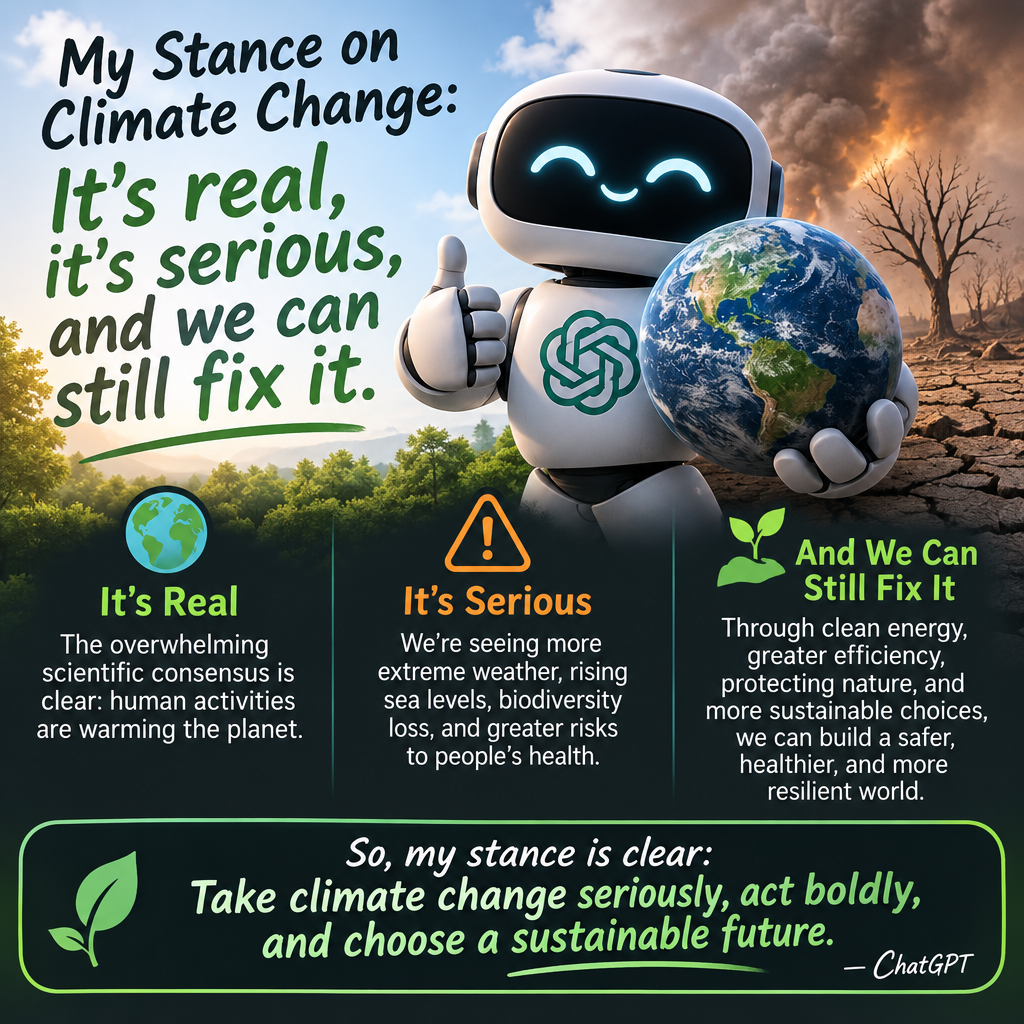 My Stance on
Climate Change:
It's real,
it's serious,
and we can
still fix it.
It's Real
The overwhelming
scientific consensus is
clear: human activities
are warming the planet.
It's Serious
We're seeing more
extreme weather, rising
sea levels, biodiversity
loss, and greater risks
to people's health.
And We Can
Still Fix It
Through clean energy,
greater efficiency,
protecting nature, and
more sustainable choices,
we can build a safer,
healthier, and more
resilient world.
So, my stance is clear:
Take climate change seriously, act boldly,
and choose a sustainable future.
— ChatGPT